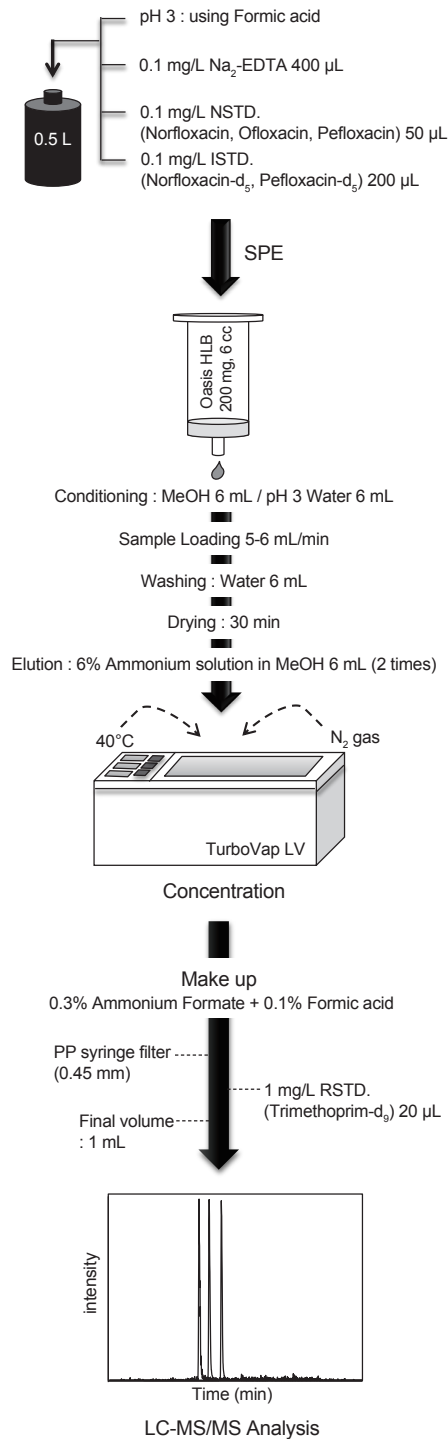 pH 3 : using Formic acid
0.1 mg/L Na₂-EDTA 400 µL
0.5 L
0.1 mg/L NSTD.
(Norfloxacin, Ofloxacin, Pefloxacin) 50 µL
0.1 mg/L ISTD.
(Norfloxacin-d₅, Pefloxacin-d₅) 200 µL
SPE
Oasis HLB
200 mg, 6 cc
Conditioning : MeOH 6 mL / pH 3 Water 6 mL
Sample Loading 5-6 mL/min
Washing : Water 6 mL
Drying : 30 min
Elution : 6% Ammonium solution in MeOH 6 mL (2 times)
40°C
N₂ gas
TurboVap LV
Concentration
Make up
0.3% Ammonium Formate + 0.1% Formic acid
PP syringe filter
(0.45 mm)
1 mg/L RSTD.
(Trimethoprim-d₉) 20 µL
Final volume
: 1 mL
intensity
Time (min)
LC-MS/MS Analysis